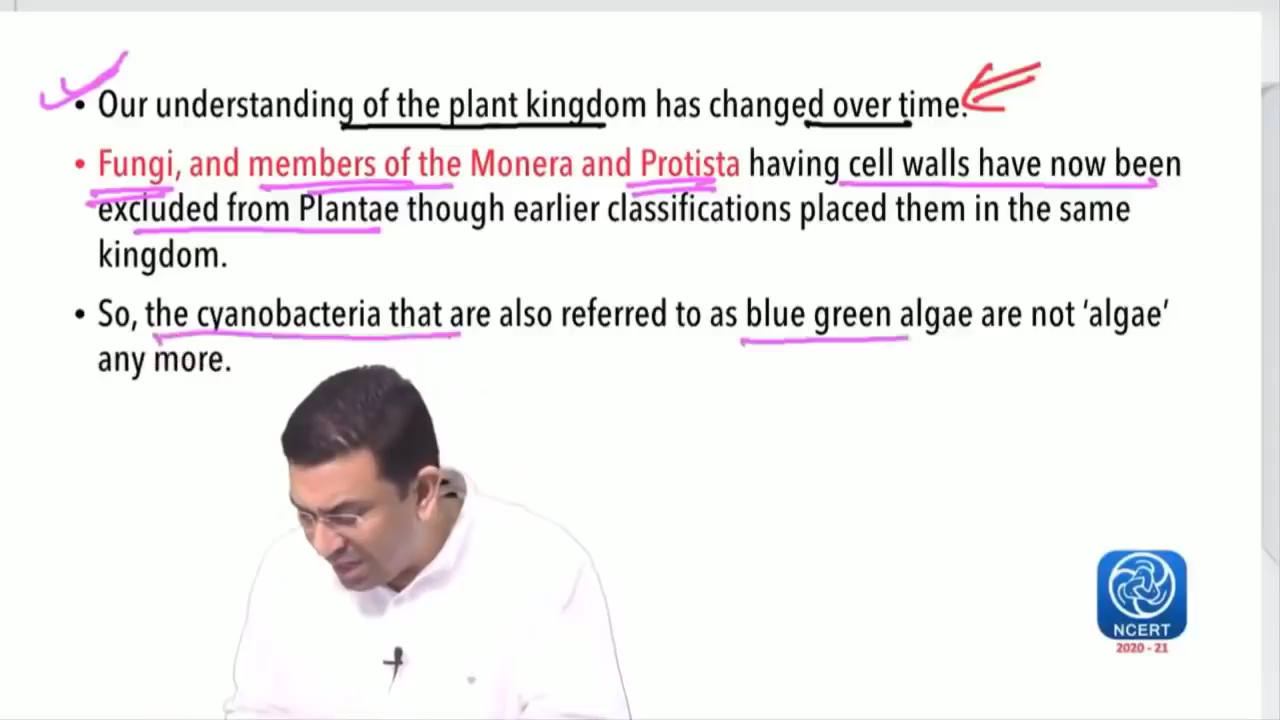 • Our understanding of the plant kingdom has changed over time.
• Fungi, and members of the Monera and Protista having cell walls have now been
excluded from Plantae though earlier classifications placed them in the same
kingdom.
• So, the cyanobacteria that are also referred to as blue green algae are not ‘algae’
any more.
NCERT
2020 - 21